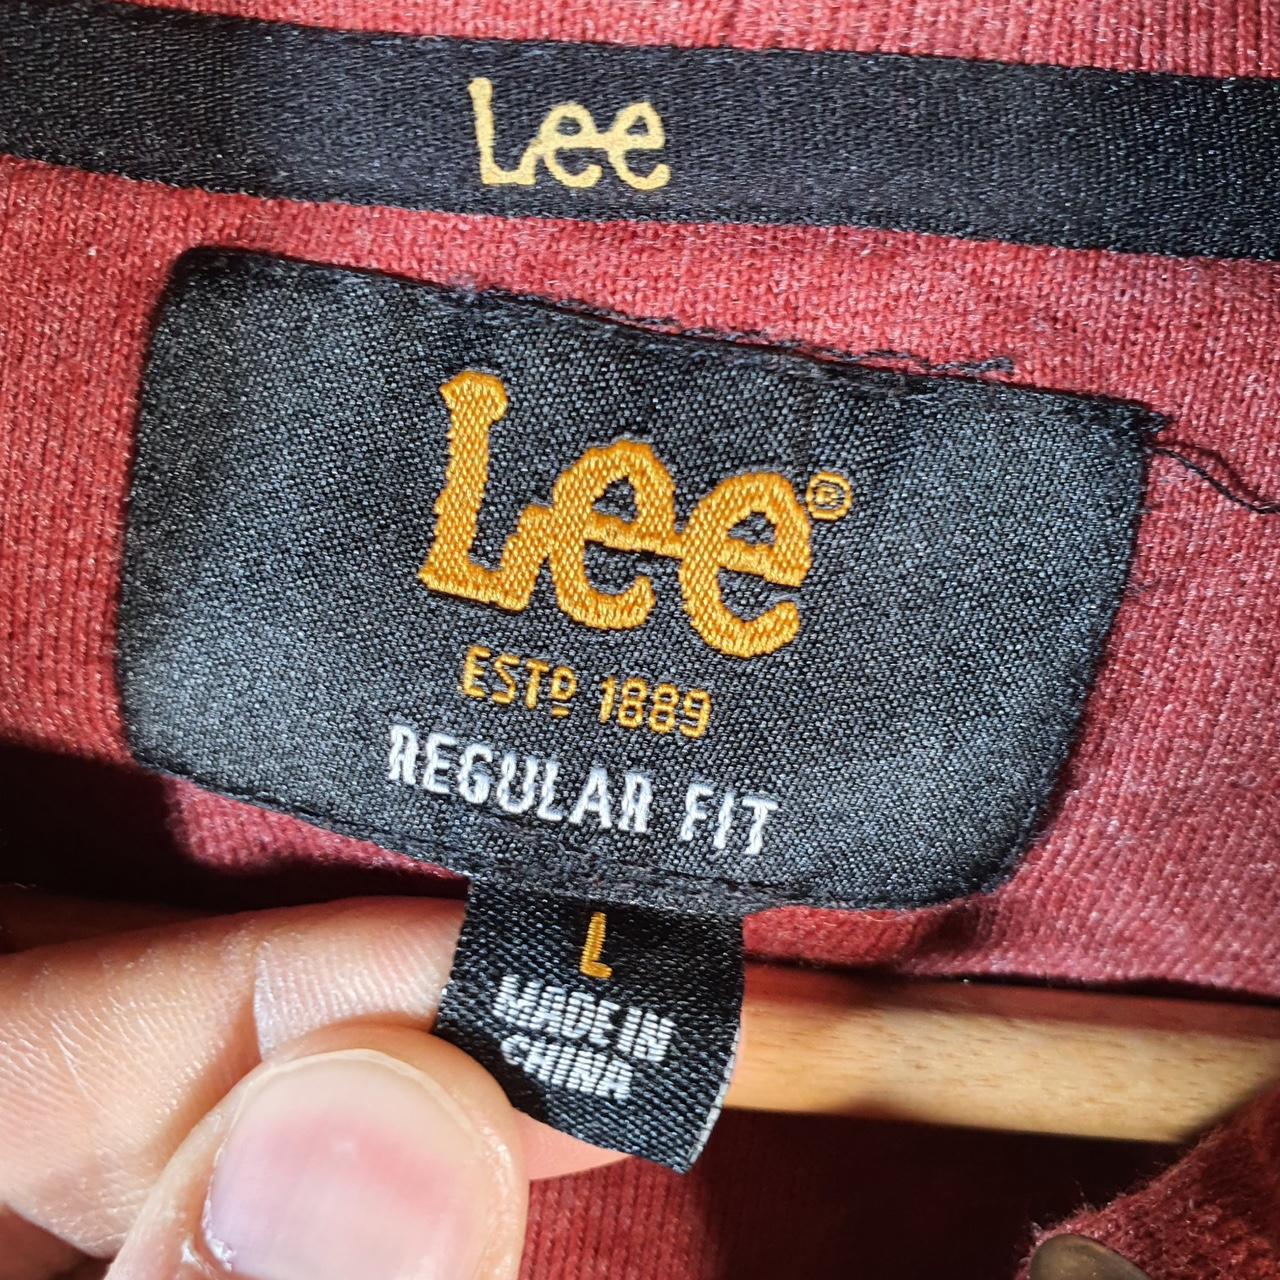 Lee
Lee®
ESTD 1889
REGULAR FIT
L
MADE IN
CHINA